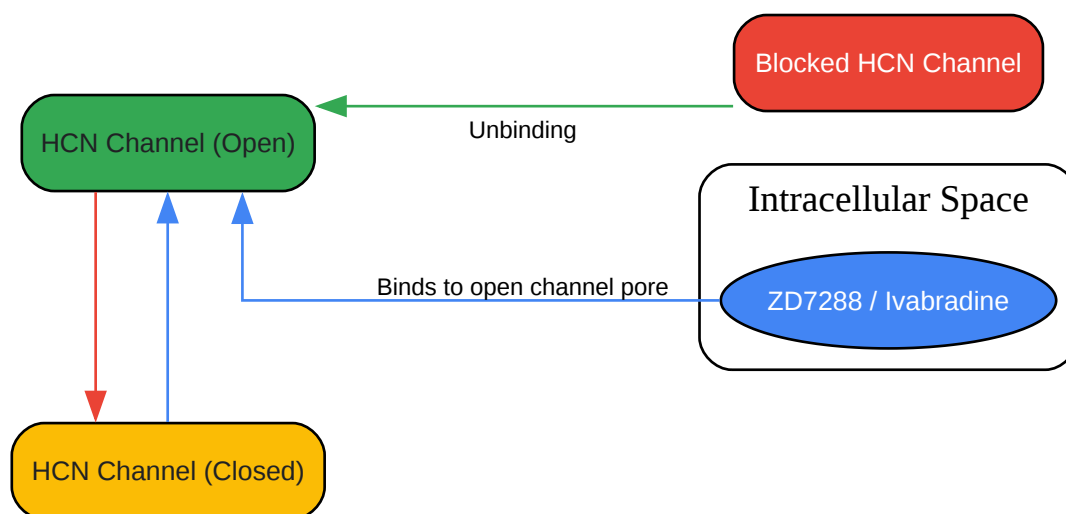 Blocked HCN Channel
HCN Channel (Open)
Unbinding
Intracellular Space
Binds to open channel pore
ZD7288 / Ivabradine
HCN Channel (Closed)